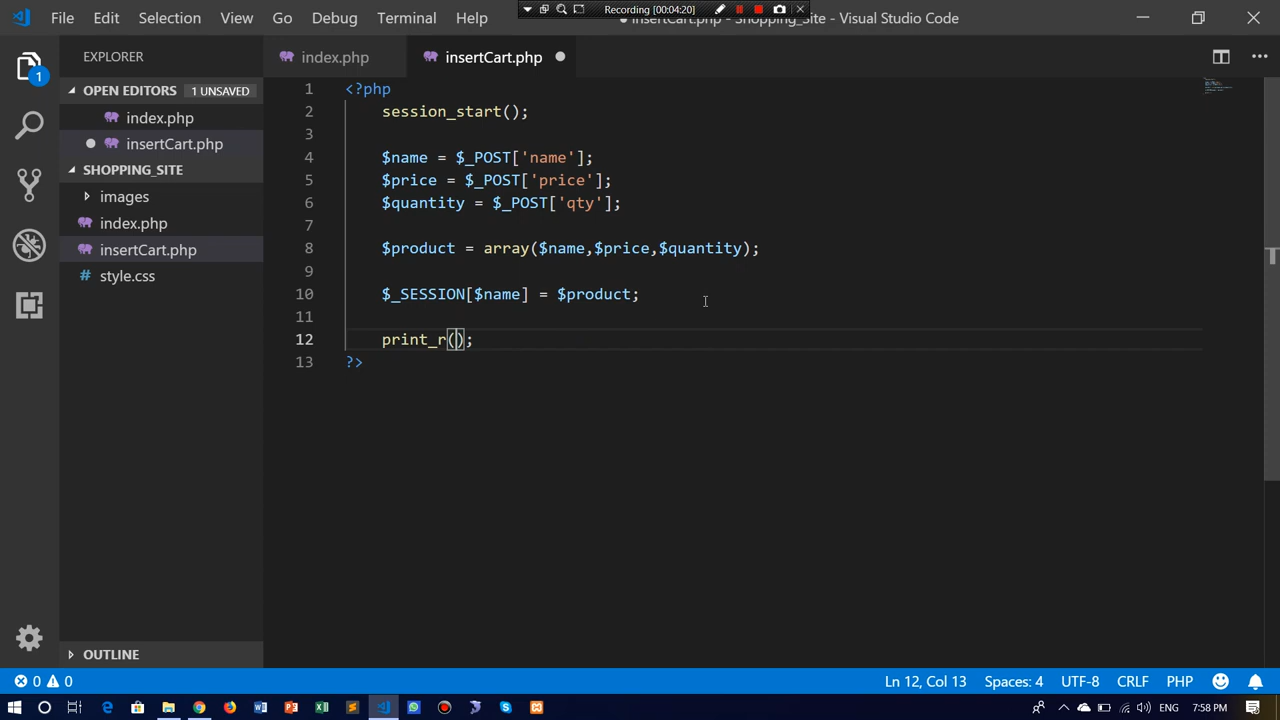 File Edit Selection View Go Debug Terminal Help
Recording [00:04:20]
insertCart.php - Shopping_Site - Visual Studio Code
EXPLORER
index.php
insertCart.php
OPEN EDITORS 1 UNSAVED
index.php
insertCart.php
SHOPPING_SITE
images
index.php
insertCart.php
# style.css
OUTLINE
1 <?php
2 session_start();
3
4 $name = $_POST['name'];
5 $price = $_POST['price'];
6 $quantity = $_POST['qty'];
7
8 $product = array($name,$price,$quantity);
9
10 $_SESSION[$name] = $product;
11
12 print_r();
13 ?>
1
0 0
Ln 12, Col 13 Spaces: 4 UTF-8 CRLF PHP
ENG 7:58 PM